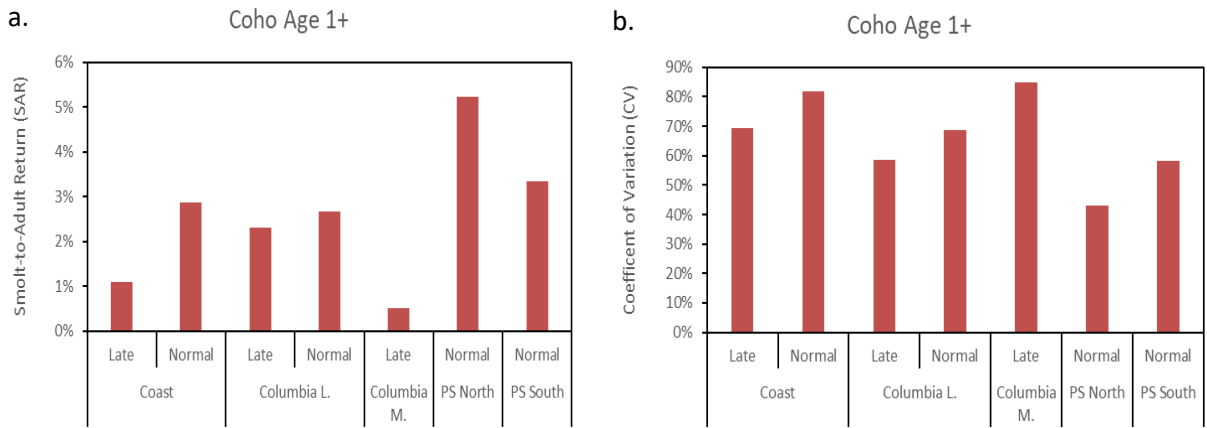 a.
Coho Age 1+
Smolt-to-Adult Return (SAR)
6%
5%
4%
3%
2%
1%
0%
Late Normal Late Normal Late Normal Normal
Coast Columbia L. Columbia PS North PS South
M.
b.
Coho Age 1+
Coefficent of Variation (CV)
90%
80%
70%
60%
50%
40%
30%
20%
10%
0%
Late Normal Late Normal Late Normal Normal
Coast Columbia L. Columbia PS North PS South
M.